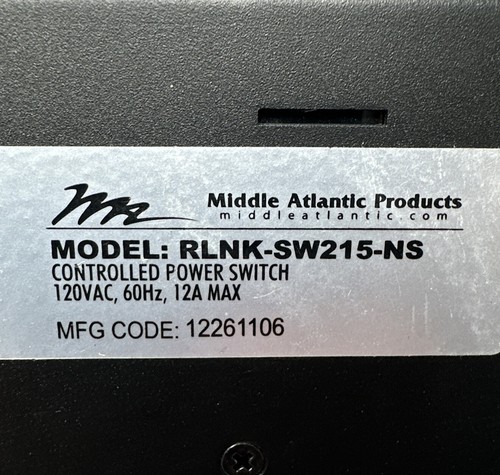 Middle Atlantic Products
middleatlantic.com
MODEL: RLNK-SW215-NS
CONTROLLED POWER SWITCH
120VAC, 60Hz, 12A MAX
MFG CODE: 12261106